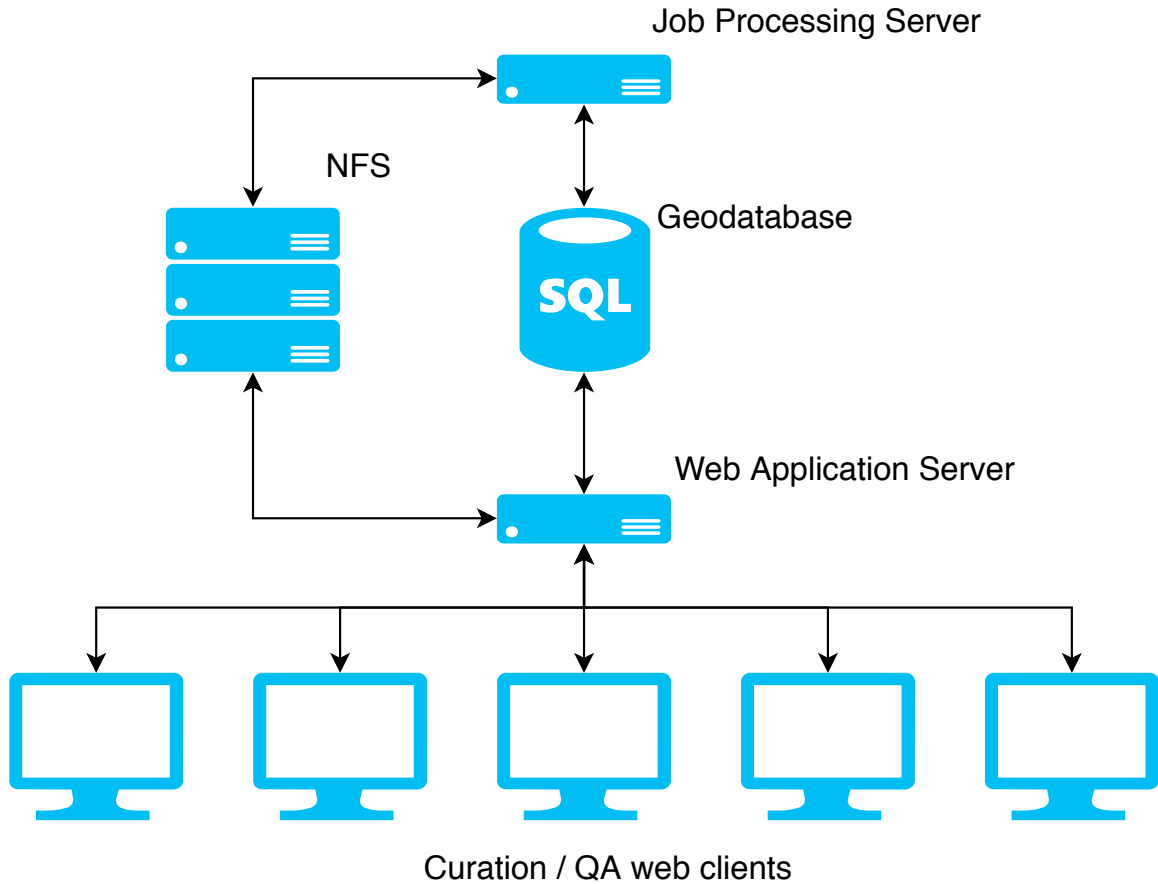 Job Processing Server
NFS
Geodatabase
SQL
Web Application Server
Curation / QA web clients